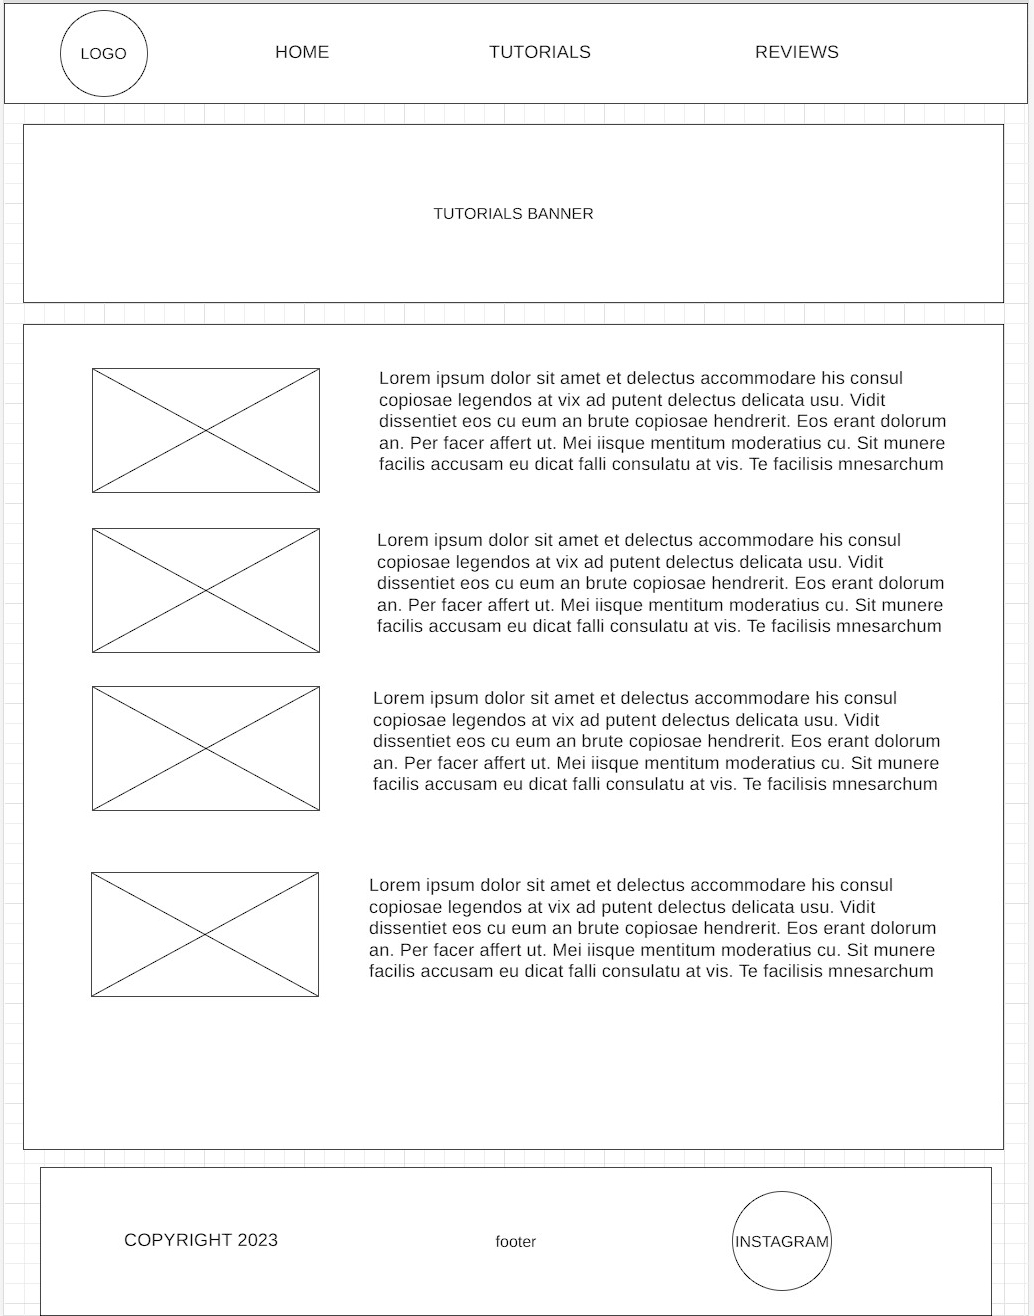 LOGO
HOME
TUTORIALS
REVIEWS
TUTORIALS BANNER
Lorem ipsum dolor sit amet et delectus accommodare his consul
copiosae legendos at vix ad putent delectus delicata usu. Vidit
dissentiet eos cu eum an brute copiosae hendrerit. Eos erant dolorum
an. Per facer affert ut. Mei iisque mentitum moderatius cu. Sit munere
facilis accusam eu dicat falli consulatu at vis. Te facilisis mnesarchum
Lorem ipsum dolor sit amet et delectus accommodare his consul
copiosae legendos at vix ad putent delectus delicata usu. Vidit
dissentiet eos cu eum an brute copiosae hendrerit. Eos erant dolorum
an. Per facer affert ut. Mei iisque mentitum moderatius cu. Sit munere
facilis accusam eu dicat falli consulatu at vis. Te facilisis mnesarchum
Lorem ipsum dolor sit amet et delectus accommodare his consul
copiosae legendos at vix ad putent delectus delicata usu. Vidit
dissentiet eos cu eum an brute copiosae hendrerit. Eos erant dolorum
an. Per facer affert ut. Mei iisque mentitum moderatius cu. Sit munere
facilis accusam eu dicat falli consulatu at vis. Te facilisis mnesarchum
Lorem ipsum dolor sit amet et delectus accommodare his consul
copiosae legendos at vix ad putent delectus delicata usu. Vidit
dissentiet eos cu eum an brute copiosae hendrerit. Eos erant dolorum
an. Per facer affert ut. Mei iisque mentitum moderatius cu. Sit munere
facilis accusam eu dicat falli consulatu at vis. Te facilisis mnesarchum
COPYRIGHT 2023
footer
INSTAGRAM